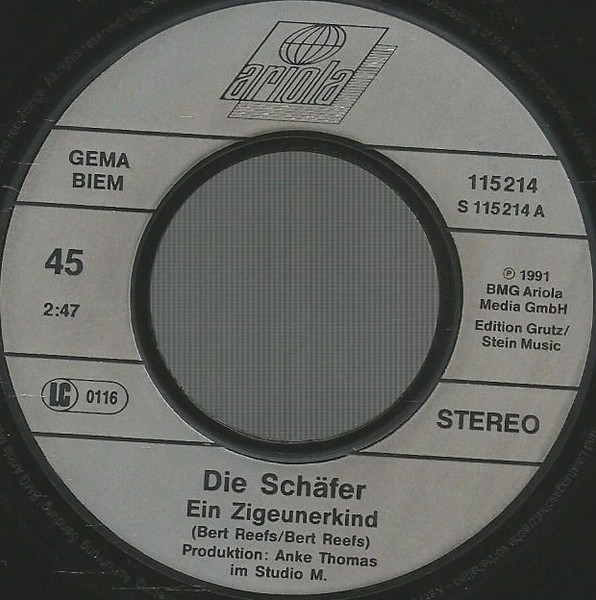 ariola
GEMA
BIEM
115214
S 115214 A
45
2:47
℗ 1991
BMG Ariola
Media GmbH
Edition Grutz/
Stein Music
LC 0116
STEREO
Die Schäfer
Ein Zigeunerkind
(Bert Reefs/Bert Reefs)
Produktion: Anke Thomas
im Studio M.